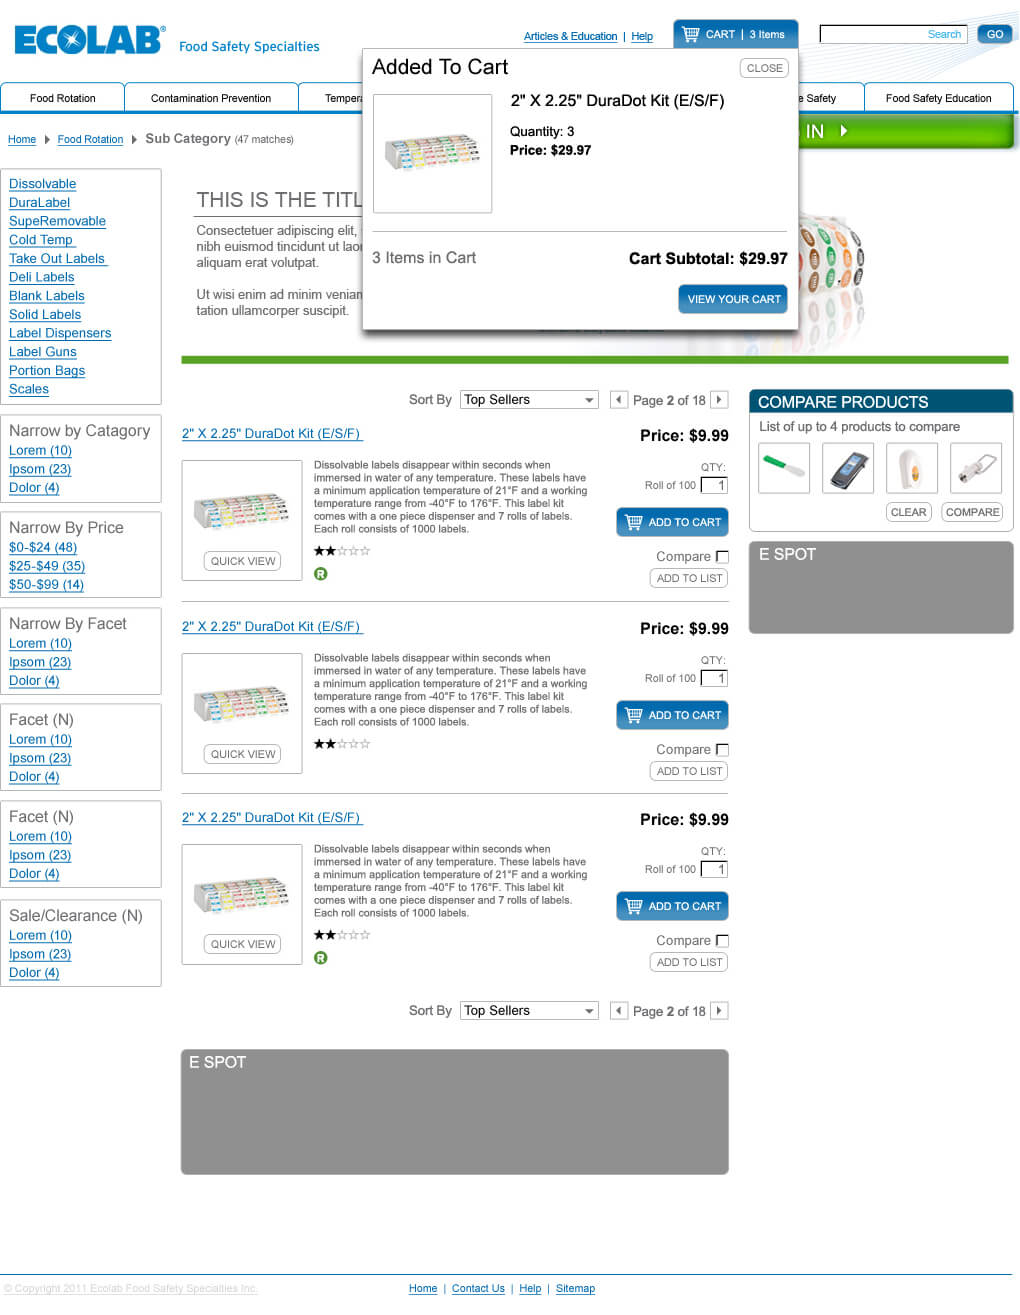 ECOLAB® Food Safety Specialties
Articles & Education | Help
CART | 3 Items
Search
GO
Food Rotation
Contamination Prevention
Tempera
e Safety
Food Safety Education
Added To Cart
CLOSE
2" X 2.25" DuraDot Kit (E/S/F)
Quantity: 3
Price: $29.97
3 Items in Cart
Cart Subtotal: $29.97
VIEW YOUR CART
IN
Home
Food Rotation
Sub Category (47 matches)
Dissolvable
DuraLabel
SupeRemovable
Cold Temp
Take Out Labels
Deli Labels
Blank Labels
Solid Labels
Label Dispensers
Label Guns
Portion Bags
Scales
Narrow by Catagory
Lorem (10)
Ipsom (23)
Dolor (4)
Narrow By Price
$0-$24 (48)
$25-$49 (35)
$50-$99 (14)
Narrow By Facet
Lorem (10)
Ipsom (23)
Dolor (4)
Facet (N)
Lorem (10)
Ipsom (23)
Dolor (4)
Facet (N)
Lorem (10)
Ipsom (23)
Dolor (4)
Sale/Clearance (N)
Lorem (10)
Ipsom (23)
Dolor (4)
THIS IS THE TITL
Consectetuer adipiscing elit,
nibh euismod tincidunt ut laor
aliquam erat volutpat.
Ut wisi enim ad minim veniam
tation ullamcorper suscipit.
Sort By Top Sellers
Page 2 of 18
2" X 2.25" DuraDot Kit (E/S/F)
Price: $9.99
Dissolvable labels disappear within seconds when
immersed in water of any temperature. These labels have
a minimum application temperature of 21°F and a working
temperature range from -40°F to 176°F. This label kit
comes with a one piece dispenser and 7 rolls of labels.
Each roll consists of 1000 labels.
QUICK VIEW
R
QTY:
Roll of 100 1
ADD TO CART
Compare
ADD TO LIST
2" X 2.25" DuraDot Kit (E/S/F)
Price: $9.99
Dissolvable labels disappear within seconds when
immersed in water of any temperature. These labels have
a minimum application temperature of 21°F and a working
temperature range from -40°F to 176°F. This label kit
comes with a one piece dispenser and 7 rolls of labels.
Each roll consists of 1000 labels.
QUICK VIEW
QTY:
Roll of 100 1
ADD TO CART
Compare
ADD TO LIST
2" X 2.25" DuraDot Kit (E/S/F)
Price: $9.99
Dissolvable labels disappear within seconds when
immersed in water of any temperature. These labels have
a minimum application temperature of 21°F and a working
temperature range from -40°F to 176°F. This label kit
comes with a one piece dispenser and 7 rolls of labels.
Each roll consists of 1000 labels.
QUICK VIEW
R
QTY:
Roll of 100 1
ADD TO CART
Compare
ADD TO LIST
Sort By Top Sellers
Page 2 of 18
E SPOT
COMPARE PRODUCTS
List of up to 4 products to compare
CLEAR
COMPARE
E SPOT
© Copyright 2011 Ecolab Food Safety Specialties Inc.
Home | Contact Us | Help | Sitemap